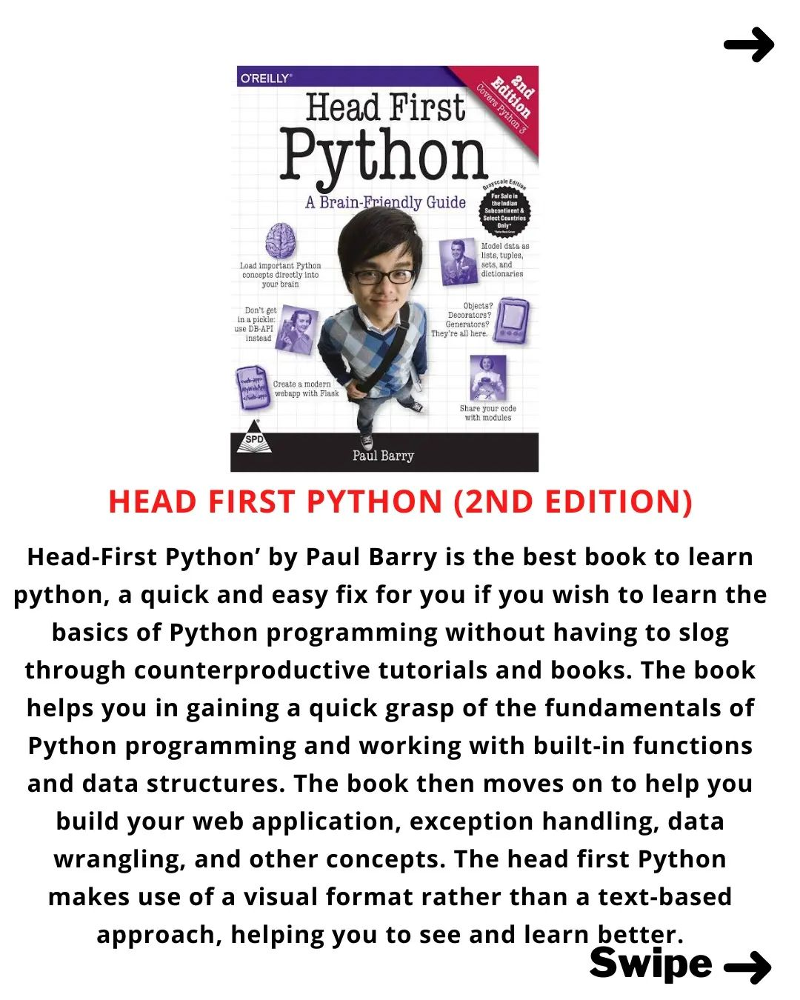 O'REILLY®
2nd
Edition
Covers Python 3
Head First
Python
A Brain-Friendly Guide
Grayscale Edition
For Sale in
the Indian
Subcontinent &
Select Countries
Only*
Load important Python
concepts directly into
your brain
Model data as
lists, tuples,
sets, and
dictionaries
Don't get
in a pickle:
use DB-API
instead
Objects?
Decorators?
Generators?
They're all here.
Create a modern
webapp with Flask
Share your code
with modules
SPD
®
Paul Barry
HEAD FIRST PYTHON (2ND EDITION)
Head-First Python’ by Paul Barry is the best book to learn
python, a quick and easy fix for you if you wish to learn the
basics of Python programming without having to slog
through counterproductive tutorials and books. The book
helps you in gaining a quick grasp of the fundamentals of
Python programming and working with built-in functions
and data structures. The book then moves on to help you
build your web application, exception handling, data
wrangling, and other concepts. The head first Python
makes use of a visual format rather than a text-based
approach, helping you to see and learn better.
Swipe